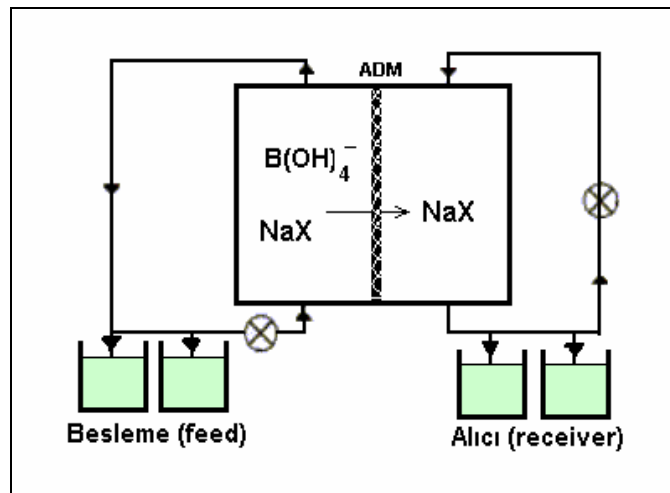 ADM
B(OH)₄⁻
NaX
NaX
Besleme (feed)
Alıcı (receiver)